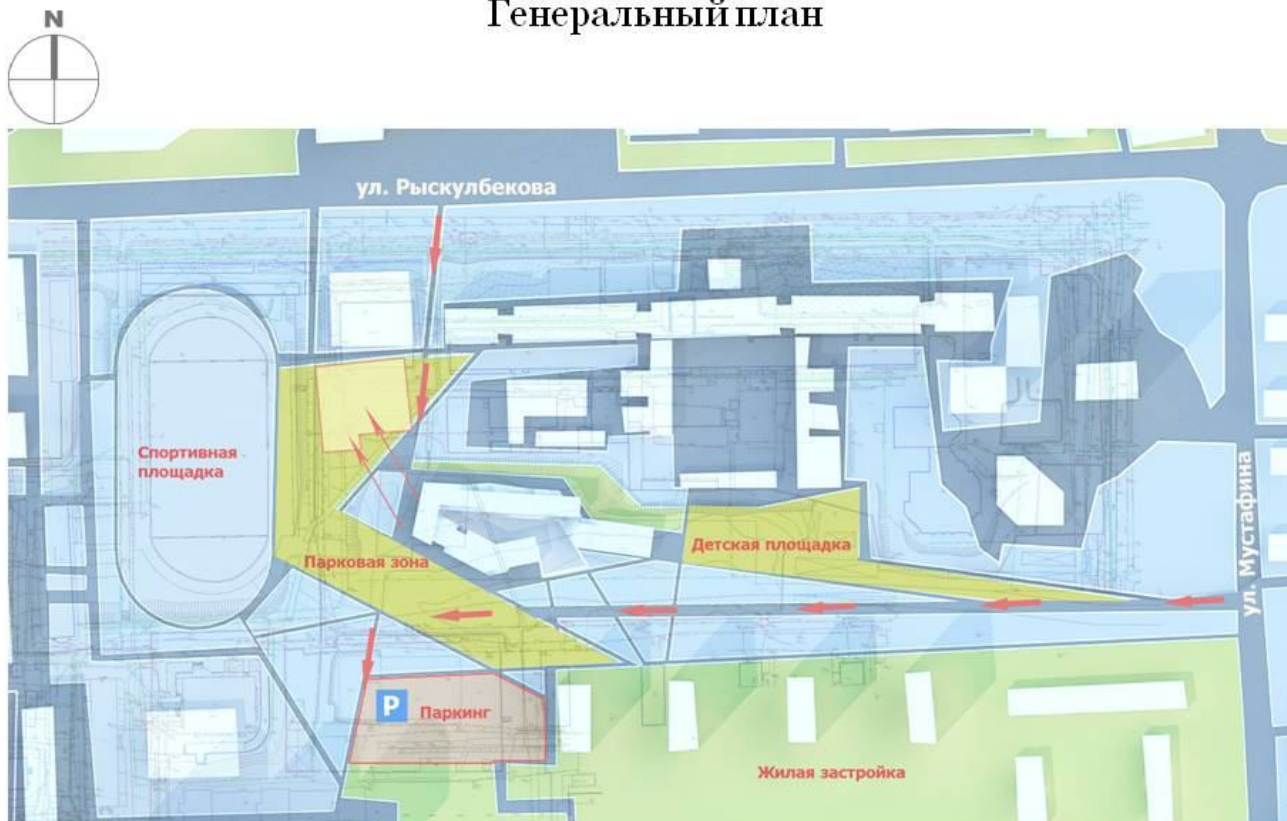 Генеральный план
N
ул. Рыскулбекова
Спортивная
площадка
Парковая зона
Детская площадка
ул. Мустафина
P
Паркинг
Жилая застройка